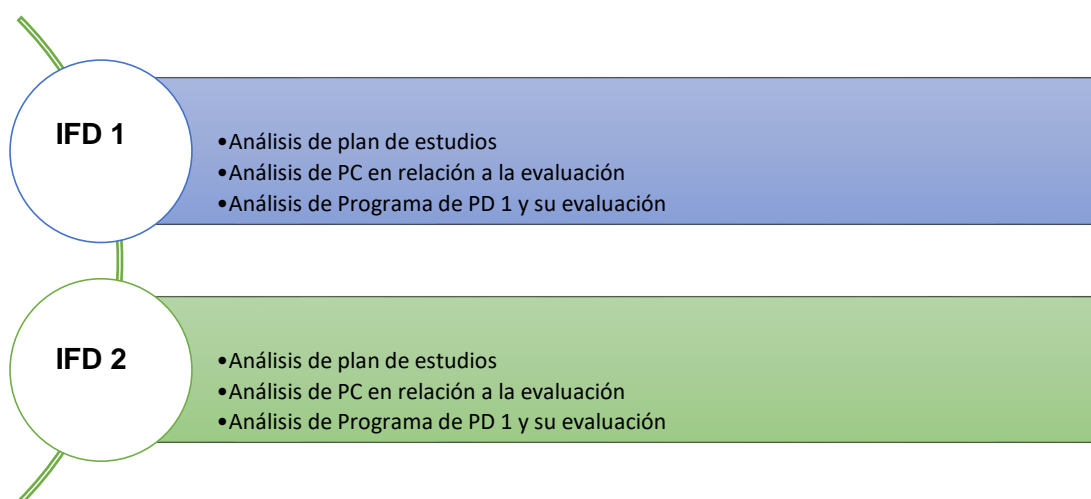 IFD 1
•Análisis de plan de estudios
•Análisis de PC en relación a la evaluación
•Análisis de Programa de PD 1 y su evaluación
IFD 2
•Análisis de plan de estudios
•Análisis de PC en relación a la evaluación
•Análisis de Programa de PD 1 y su evaluación